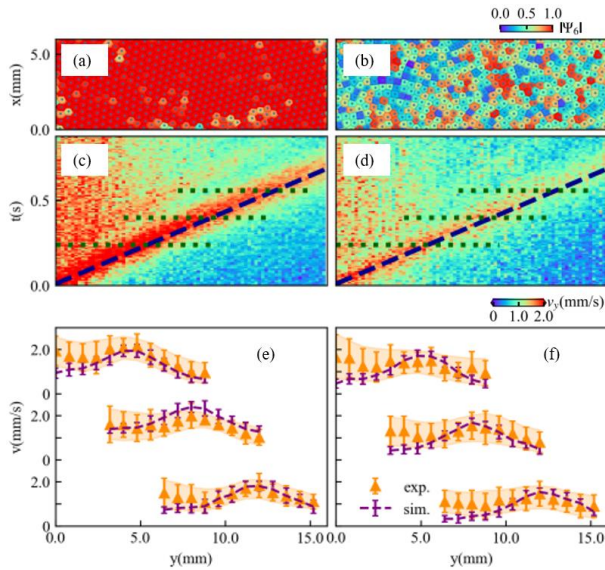 0.0 0.5 1.0
|Ψ6|
6.0
x(mm)
0.0
(a)
(b)
t(s)
0.5
0.0
(c)
(d)
vy(mm/s)
0 1.0 2.0
(e)
(f)
2.0
0
v(mm/s)
2.0
0
2.0
0
exp.
sim.
0.0 5.0 10.0 15.0
0.0 5.0 10.0 15.0
y(mm)
y(mm)